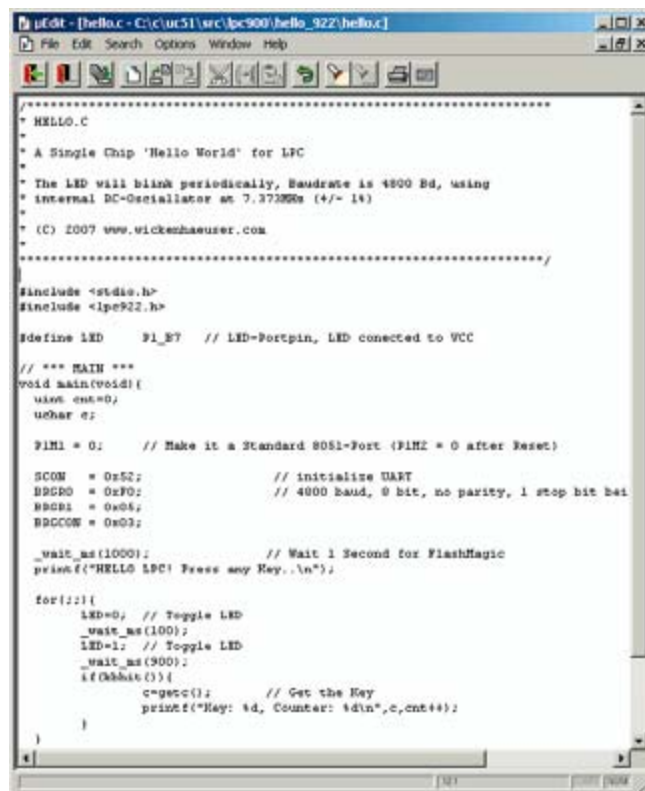 µEdit - [hello.c - C:\c\uc51\src\lpc900\hello_922\hello.c]
File Edit Search Options Window Help
/***********************************************************************
* HELLO.C
*
* A Single Chip 'Hello World' for LPC
*
* The LED will blink periodically, Baudrate is 4800 Bd, using
* internal RC-Osciallator at 7.373MHz (+/- 1%)
*
* (C) 2007 www.wickenhaeuser.com
*
***********************************************************************/
#include <stdio.h>
#include <lpc922.h>
#define LED P1_B7 // LED-Portpin, LED conected to VCC
// *** MAIN ***
void main(void){
uint cnt=0;
uchar c;
P1M1 = 0; // Make it a Standard 8051-Port (P1M2 = 0 after Reset)
SCON = 0x52; // initialize UART
BRGR0 = 0xF0; // 4800 baud, 8 bit, no parity, 1 stop bit bei
BRGR1 = 0x05;
BRGCON = 0x03;
_wait_ms(1000); // Wait 1 Second for FlashMagic
printf("HELLO LPC! Press any Key..\n");
for(;;){
LED=0; // Toggle LED
_wait_ms(100);
LED=1; // Toggle LED
_wait_ms(900);
if(kbhit()){
c=getc(); // Get the Key
printf("Key: %d, Counter: %d\n",c,cnt++);
}
}